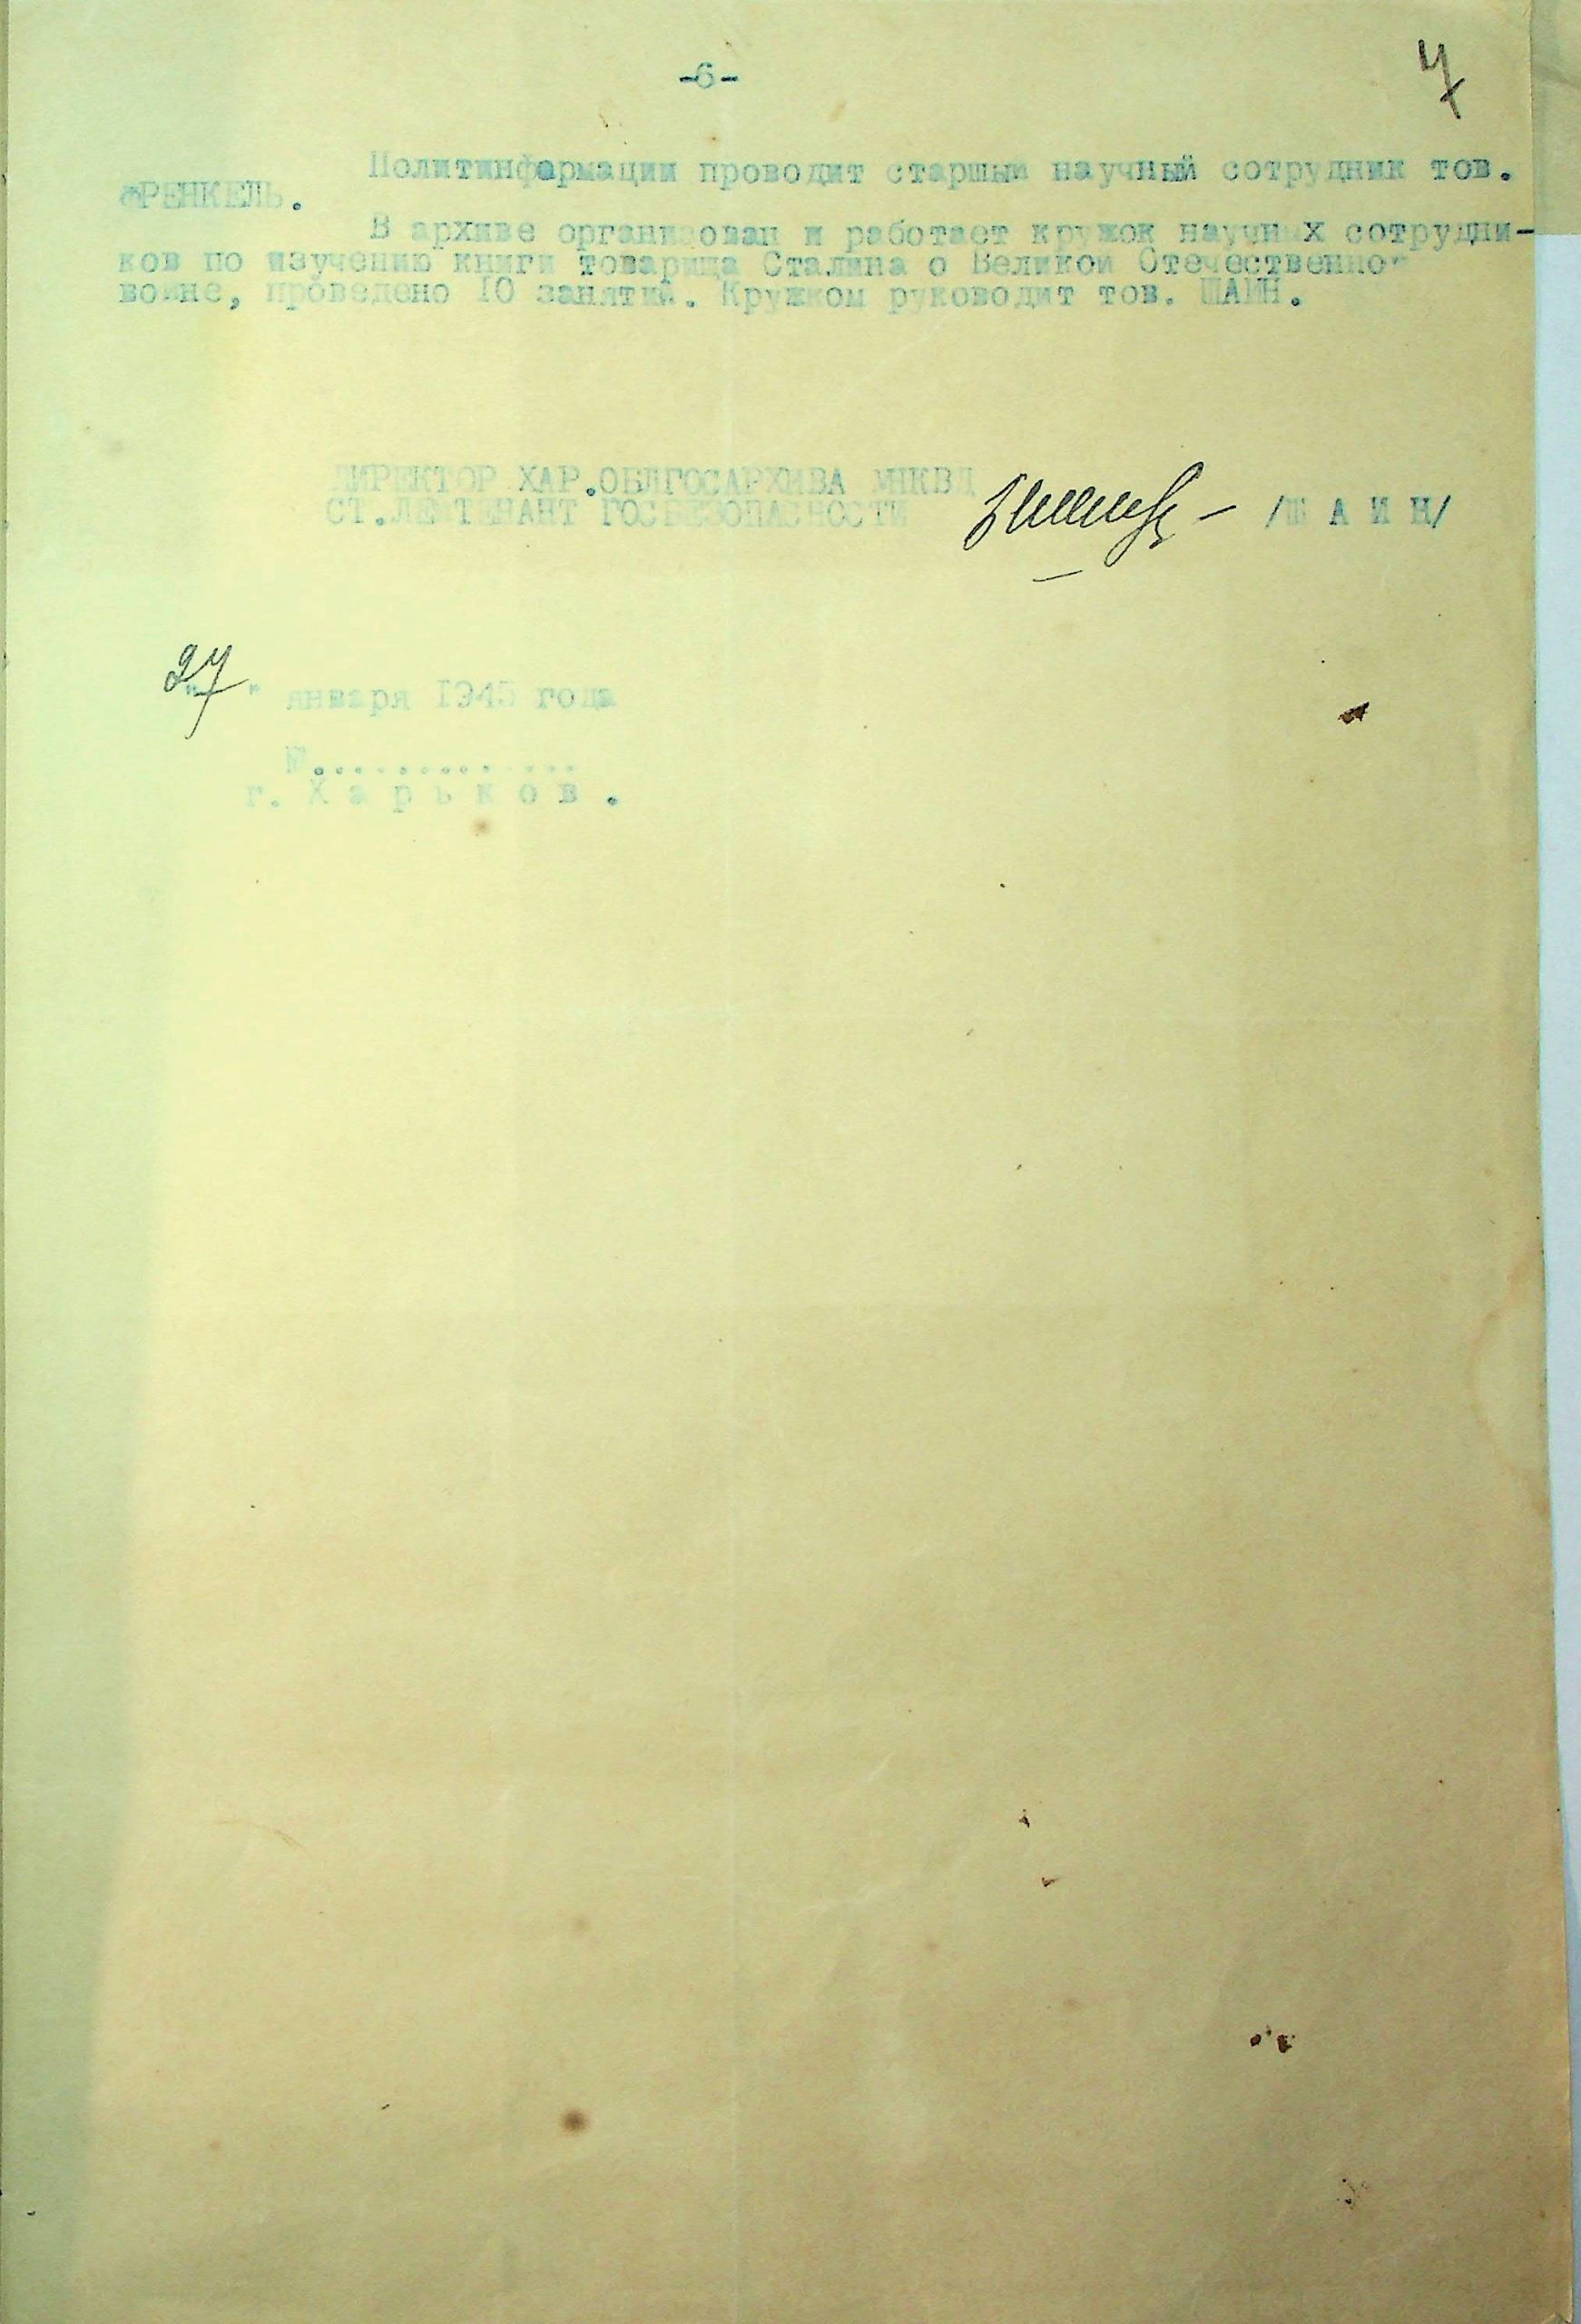 -6-
7
Политинформации проводит старший научный сотрудник тов.
ФРЕНКЕЛЬ.
В архиве организован и работает кружок научных сотрудни-
ков по изучению книги товарища Сталина о Великой Отечественной
войне, проведено 10 занятий. Кружком руководит тов. ШАИН.
ДИРЕКТОР ХАР.ОБЛГОСАРХИВА УНКВД
СТ.ЛЕЙТЕНАНТ ГОСБЕЗОПАСНОСТИ /Ш А И Н/
"27" января 1945 года
№.............
г. Х а р ь к о в .